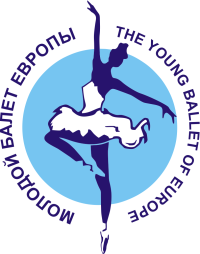 МОЛОДОЙ БАЛЕТ ЕВРОПЫ
THE YOUNG BALLET OF EUROPE